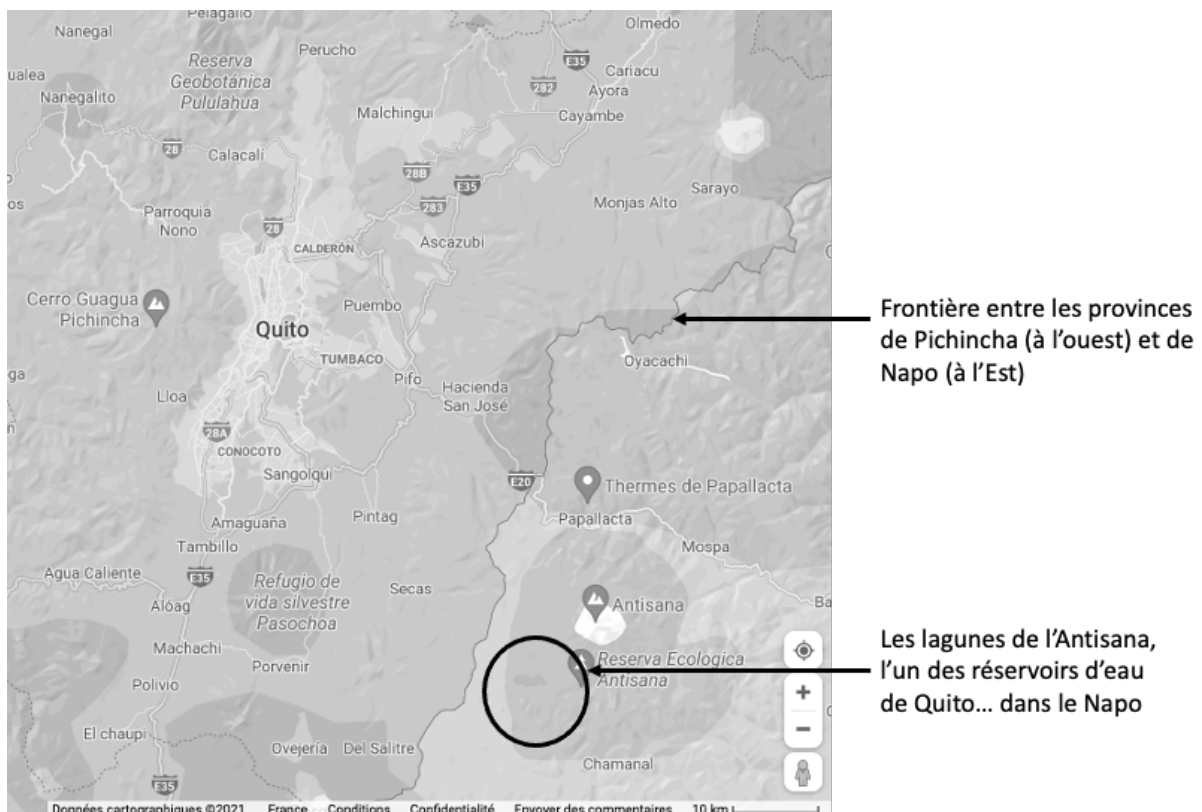 Pelagalio
Nanegal
Olmedo
Perucho
E35
Reserva
Geobotánica
Pululahua
Cariacu
ualea
282
Ayora
Nanegalito
Malchingui
Cayambe
28
Calacalí
28B
E35
Sarayo
os
Parroquia
Nono
283
Monjas Alto
28
CALDERÓN
Ascazubi
Cerro Guagua
Pichincha
Puembo
Quito
Frontière entre les provinces
de Pichincha (à l’ouest) et de
Napo (à l’Est)
TUMBACO
Oyacachi
ga
Pifo
Hacienda
San José
Lloa
28A
CONOCOTO
Sangolqui
E20
Thermes de Papallacta
Amaguaña
Pintag
Papallacta
Tambillo
Mospa
Agua Caliente
E35
Refugio de
vida silvestre
Pasochoa
Secas
Antisana
Ba
Alóag
Machachi
Porvenir
Reserva Ecologica
Antisana
Les lagunes de l’Antisana,
l’un des réservoirs d’eau
de Quito… dans le Napo
Polivio
El chaupi
Ovejería
Del Salitre
Chamanal
E35
Données cartographiques ©2021 France Conditions Confidentialité Envoyer des commentaires 10 km